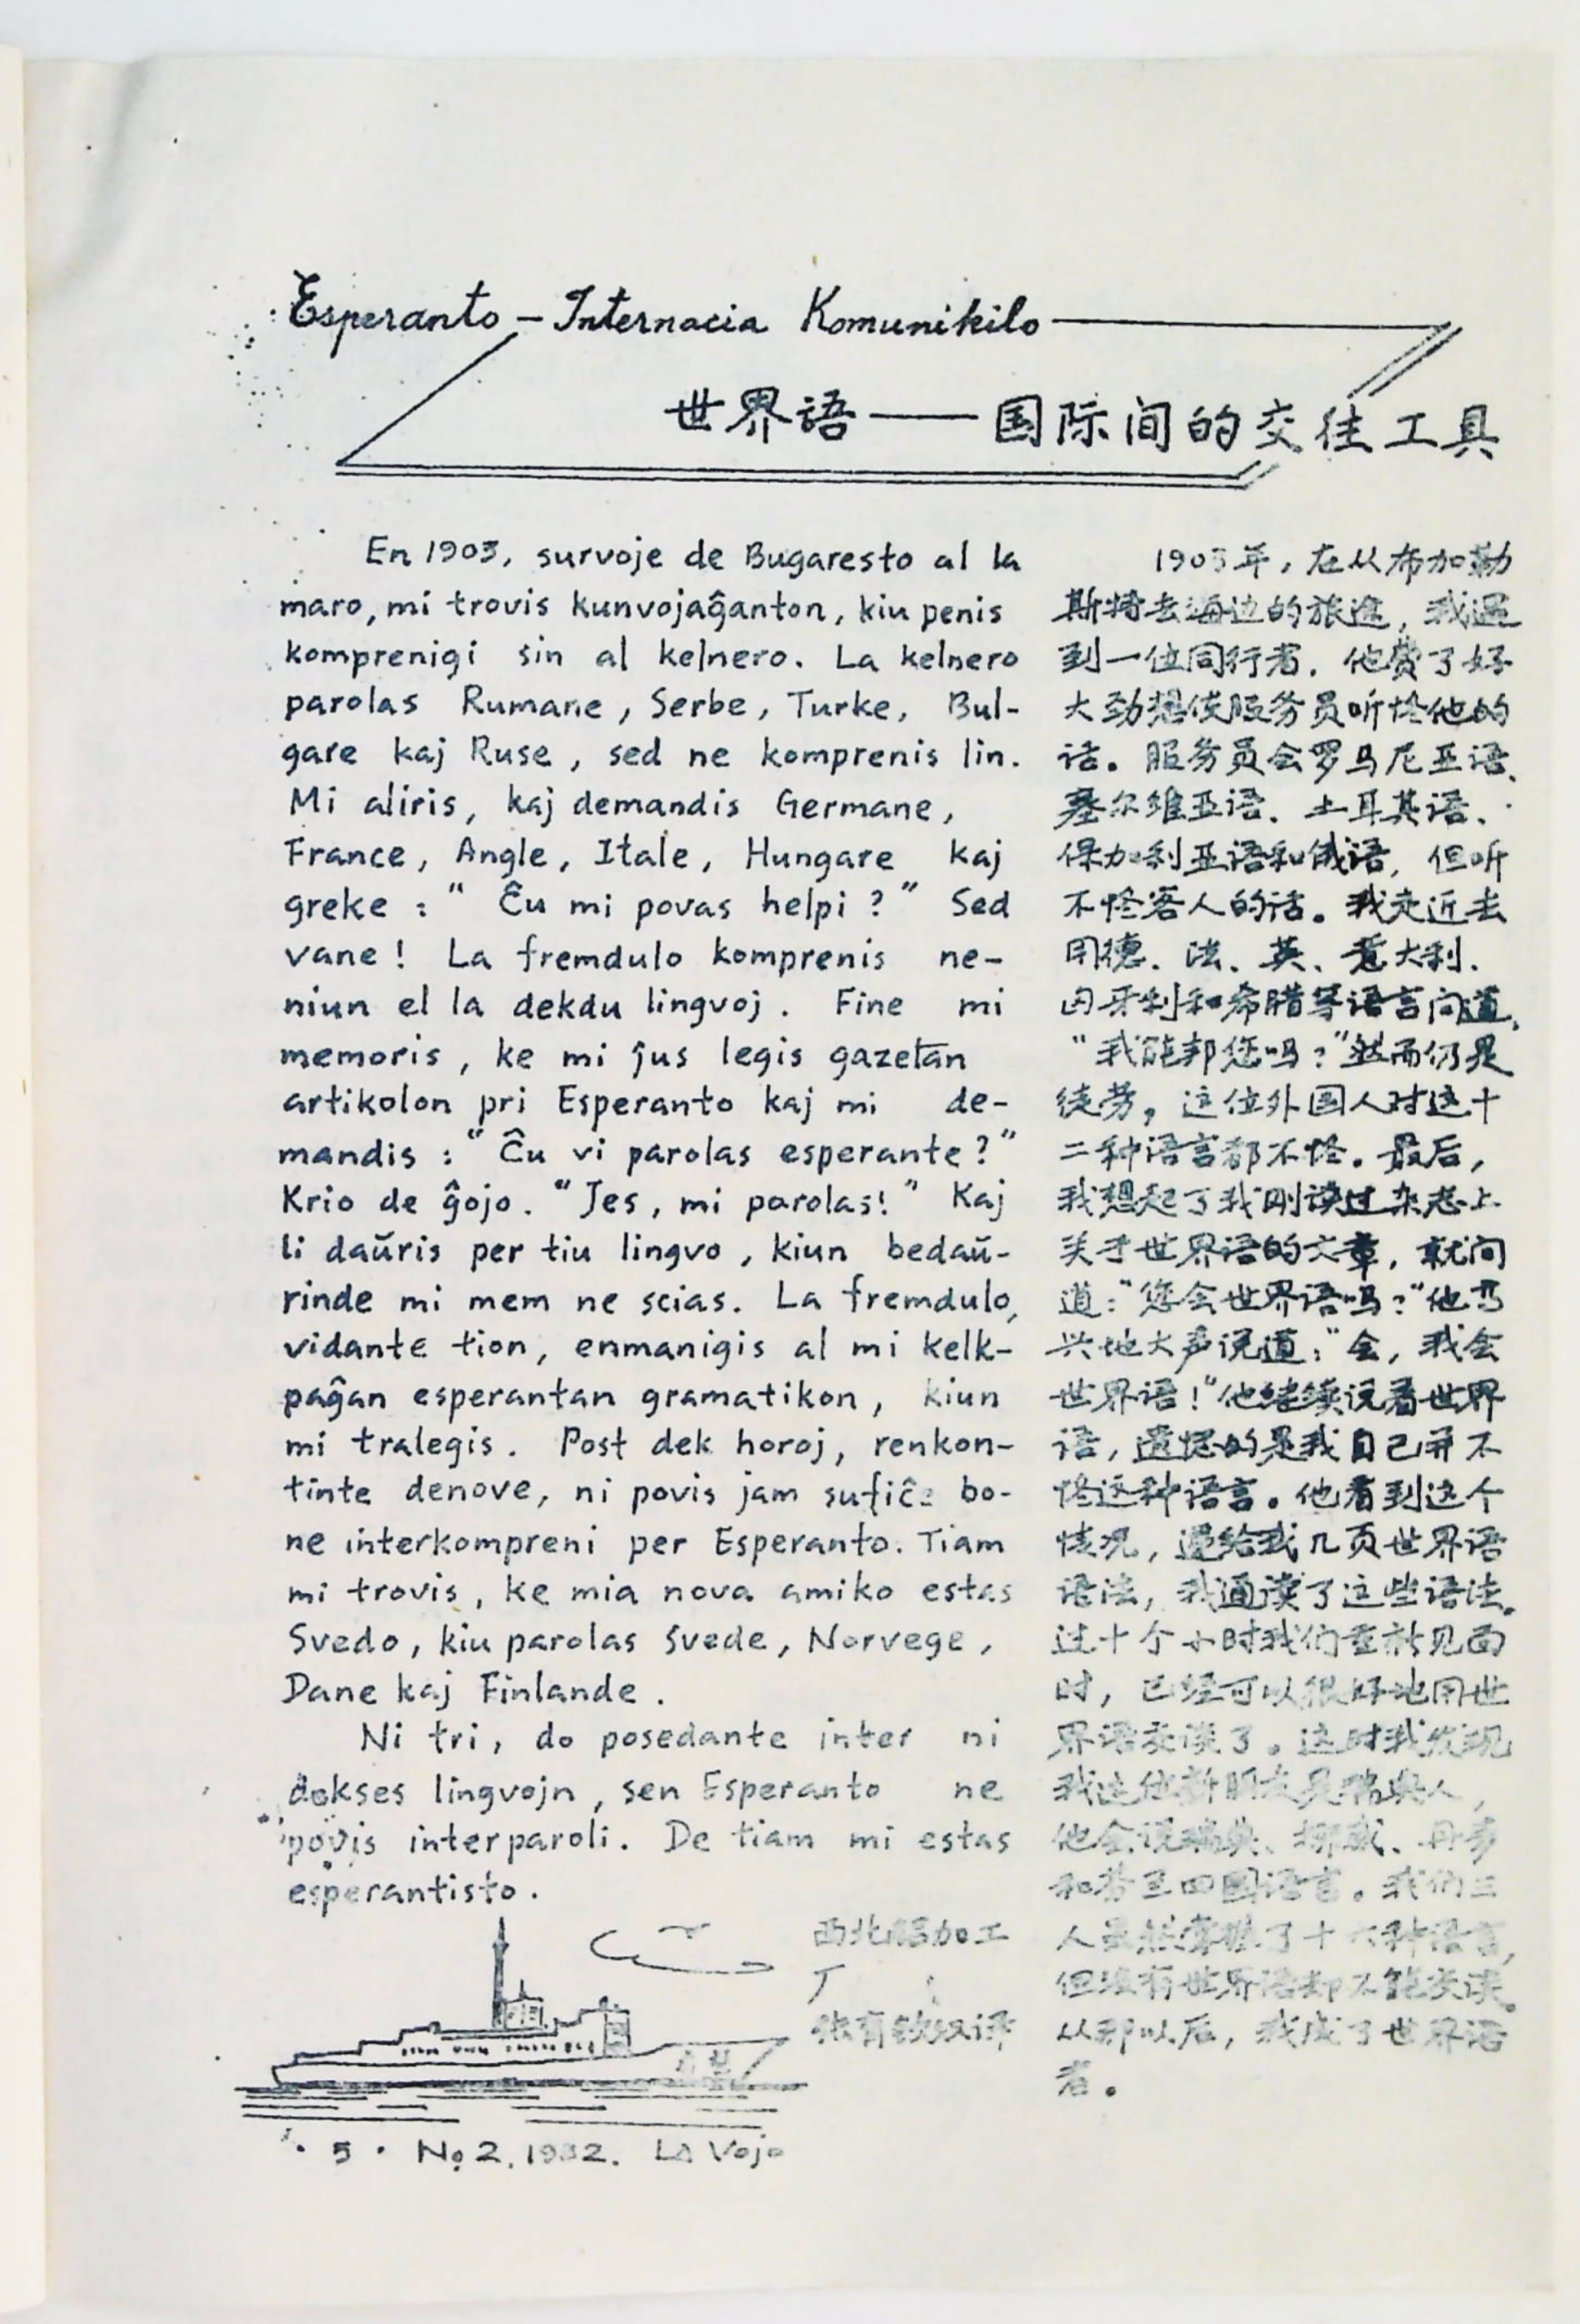 Esperanto – Internacia Komunikilo
世界语——国际间的交往工具
En 1903, survoje de Bugaresto al la
maro, mi trovis kunvojaĝanton, kiu penis
komprenigi sin al kelnero. La kelnero
parolas Rumane, Serbe, Turke, Bul-
gare kaj Ruse, sed ne komprenis lin.
Mi aliris, kaj demandis Germane,
France, Angle, Itale, Hungare kaj
greke : " Ĉu mi povas helpi ? " Sed
vane ! La fremdulo komprenis ne-
niun el la dekdu lingvoj. Fine mi
memoris, ke mi ĵus legis gazetan
artikolon pri Esperanto kaj mi de-
mandis : " Ĉu vi parolas esperante? "
Krio de ĝojo. " Jes, mi parolas! " Kaj
li daŭris per tiu lingvo, kiun bedaŭ-
rinde mi mem ne scias. La fremdulo,
vidante tion, enmanigis al mi kelk-
paĝan esperantan gramatikon, kiun
mi tralegis. Post dek horoj, renkon-
tinte denove, ni povis jam sufiĉe bo-
ne interkompreni per Esperanto. Tiam
mi trovis, ke mia nova amiko estas
Svedo, kiu parolas Svede, Norvege,
Dane kaj Finlande.
Ni tri, do posedante inter ni
dekses lingvojn, sen Esperanto ne
povis interparoli. De tiam mi estas
esperantisto.
1903年，在从布加勒
斯特去海边的旅途，我遇
到一位同行者．他费了好
大劲想使服务员听懂他的
话。服务员会罗马尼亚语、
塞尔维亚语、土耳其语、
保加利亚语和俄语，但听
不懂客人的话。我走近去
用德、法、英、意大利、
匈牙利和希腊等语言问道，
"我能帮您吗？"然而仍是
徒劳，这位外国人对这十
二种语言都不懂。最后，
我想起了我刚读过杂志上
关于世界语的文章，就问
道："您会世界语吗？"他高
兴地大声说道："会，我会
世界语！"他继续说着世界
语，遗憾的是我自己并不
懂这种语言。他看到这个
情况，递给我几页世界语
语法，我通读了这些语法。
过十个小时我们重新见面
时，已经可以很好地用世
界语交谈了。这时我发现
我这位新朋友是瑞典人，
他会说瑞典、挪威、丹麦
和芬兰四国语言。我们三
人虽然掌握了十六种语言，
但没有世界语却不能交谈。
从那以后，我成了世界语
者。
西北 加工
厂
张育 汉译
· 5 · No 2. 1982. La Vojo